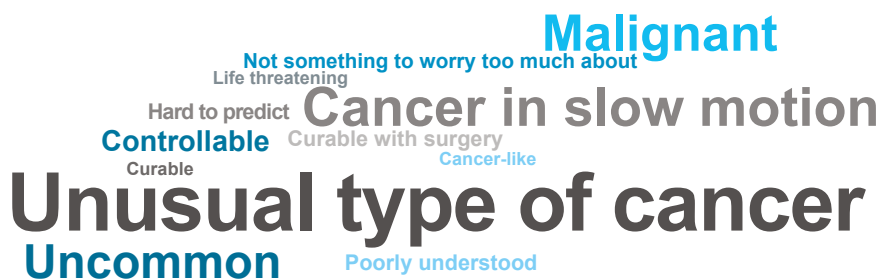 Malignant
Not something to worry too much about
Life threatening
Hard to predict
Cancer in slow motion
Controllable
Curable with surgery
Cancer-like
Curable
Unusual type of cancer
Uncommon
Poorly understood